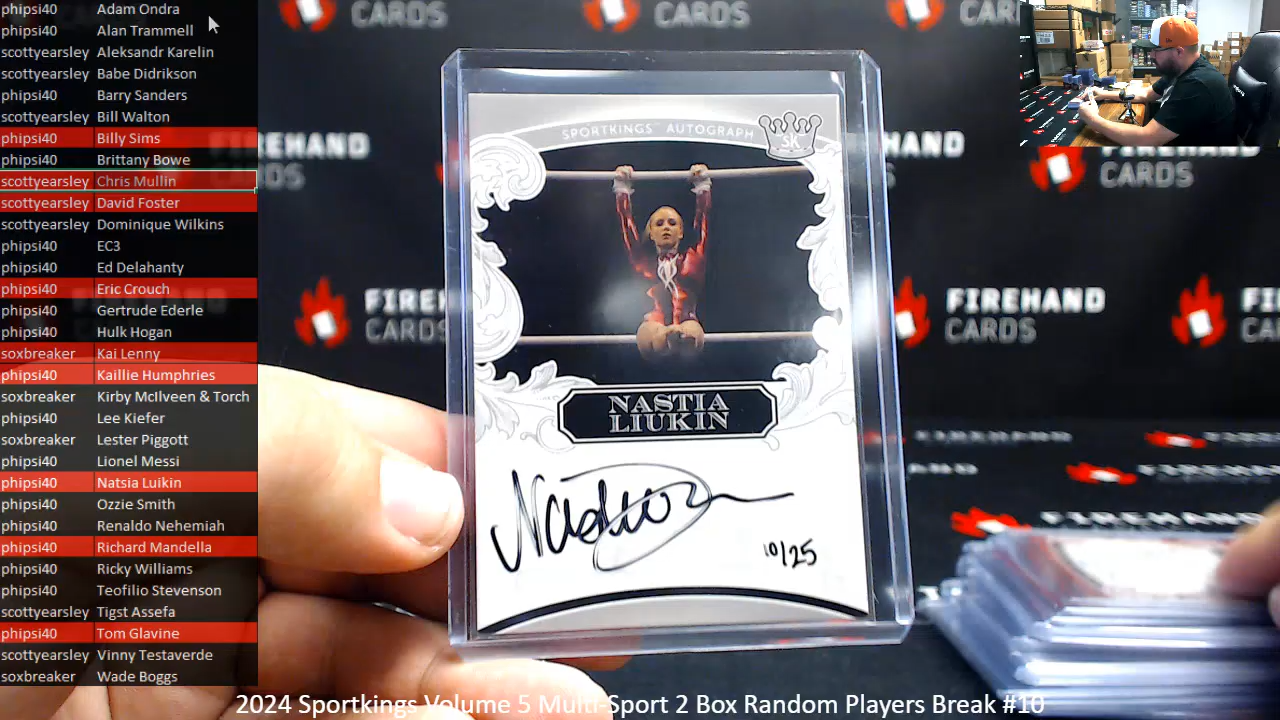 phipsi40 Adam Ondra
phipsi40 Alan Trammell
scottyearsley Aleksandr Karelin
scottyearsley Babe Didrikson
phipsi40 Barry Sanders
scottyearsley Bill Walton
phipsi40 Billy Sims
phipsi40 Brittany Bowe
scottyearsley Chris Mullin
scottyearsley David Foster
scottyearsley Dominique Wilkins
phipsi40 EC3
phipsi40 Ed Delahanty
phipsi40 Eric Crouch
phipsi40 Gertrude Ederle
phipsi40 Hulk Hogan
soxbreaker Kai Lenny
phipsi40 Kaillie Humphries
soxbreaker Kirby McIlveen & Torch
phipsi40 Lee Kiefer
soxbreaker Lester Piggott
phipsi40 Lionel Messi
phipsi40 Natsia Luikin
phipsi40 Ozzie Smith
phipsi40 Renaldo Nehemiah
phipsi40 Richard Mandella
phipsi40 Ricky Williams
phipsi40 Teofilio Stevenson
scottyearsley Tigst Assefa
phipsi40 Tom Glavine
scottyearsley Vinny Testaverde
soxbreaker Wade Boggs
CARDS
CARDS
SPORTKINGS AUTOGRAPH
SK
NASTIA
LIUKIN
10/25
CARDS
FIREHAND
CARDS
2024 Sportkings Volume 5 Multi-Sport 2 Box Random Players Break #10